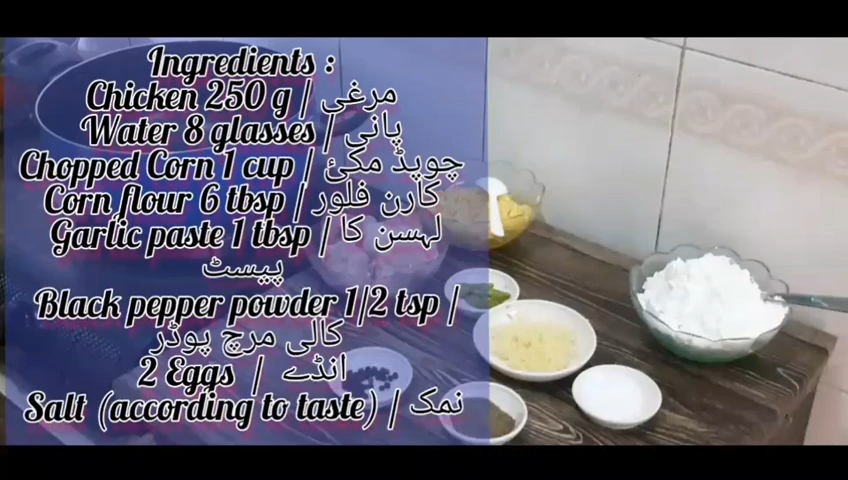 Ingredients :
Chicken 250 g | مرغی
Water 8 glasses | پانی
Chopped Corn 1 cup | چوپڈ مکئ
Corn flour 6 tbsp | کارن فلور
Garlic paste 1 tbsp | لہسن کا
پیسٹ
Black pepper powder 1/2 tsp |
کالی مرچ پوڈر
2 Eggs | انڈے
Salt (according to taste) | نمک